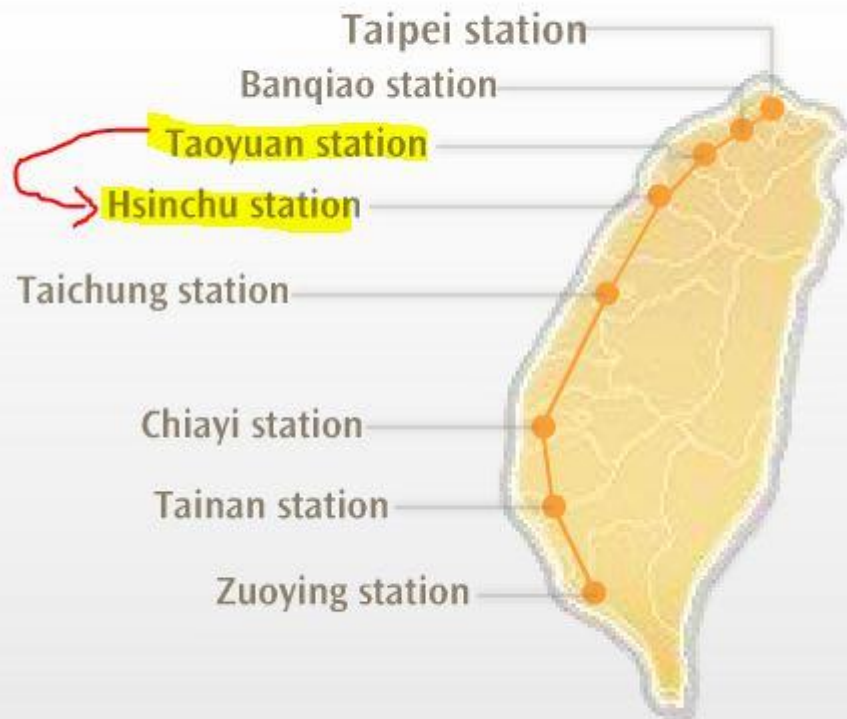 Taipei station
Banqiao station
Taoyuan station
Hsinchu station
Taichung station
Chiayi station
Tainan station
Zuoying station